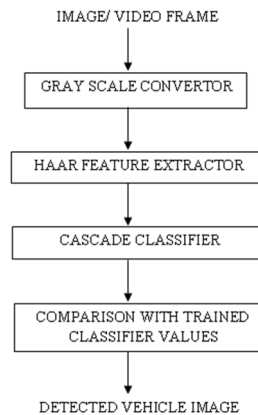 IMAGE/ VIDEO FRAME
GRAY SCALE CONVERTOR
HAAR FEATURE EXTRACTOR
CASCADE CLASSIFIER
COMPARISON WITH TRAINED
CLASSIFIER VALUES
DETECTED VEHICLE IMAGE